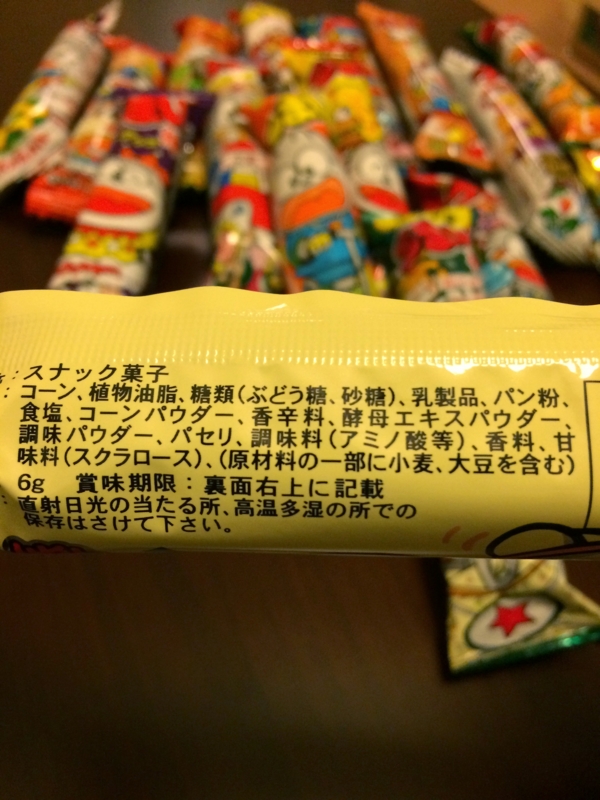 :スナック菓子
:コーン、植物油脂、糖類(ぶどう糖、砂糖)、乳製品、パン粉、
食塩、コーンパウダー、香辛料、酵母エキスパウダー、
調味パウダー、パセリ、調味料(アミノ酸等)、香料、甘
味料(スクラロース)、(原材料の一部に小麦、大豆を含む)
6g 賞味期限:裏面右上に記載
:直射日光の当たる所、高温多湿の所での
保存はさけて下さい。